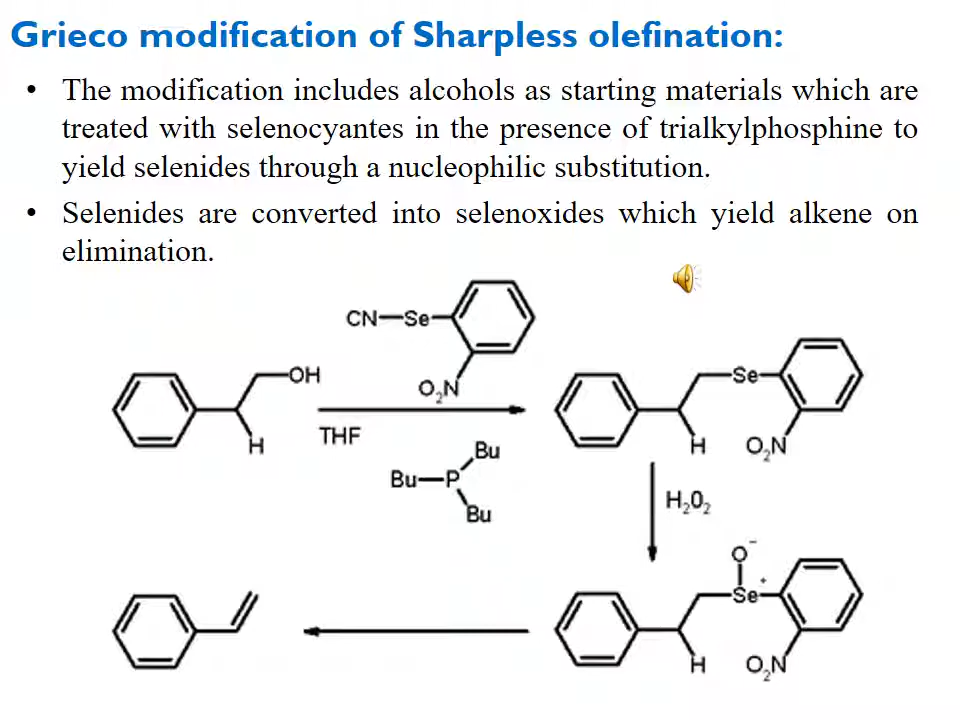 Grieco modification of Sharpless olefination:
• The modification includes alcohols as starting materials which are
treated with selenocyantes in the presence of trialkylphosphine to
yield selenides through a nucleophilic substitution.
• Selenides are converted into selenoxides which yield alkene on
elimination.
CN—Se
O₂N
OH
H
THF
Bu
Bu—P
Bu
Se
H
O₂N
H₂O₂
O⁻
Se⁺
H
O₂N